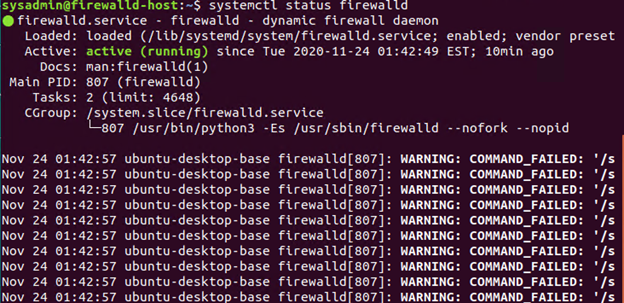 sysadmin@firewalld-host:~$ systemctl status firewalld
● firewalld.service - firewalld - dynamic firewall daemon
Loaded: loaded (/lib/systemd/system/firewalld.service; enabled; vendor preset
Active: active (running) since Tue 2020-11-24 01:42:49 EST; 10min ago
Docs: man:firewalld(1)
Main PID: 807 (firewalld)
Tasks: 2 (limit: 4648)
CGroup: /system.slice/firewalld.service
└─807 /usr/bin/python3 -Es /usr/sbin/firewalld --nofork --nopid
Nov 24 01:42:57 ubuntu-desktop-base firewalld[807]: WARNING: COMMAND_FAILED: '/s
Nov 24 01:42:57 ubuntu-desktop-base firewalld[807]: WARNING: COMMAND_FAILED: '/s
Nov 24 01:42:57 ubuntu-desktop-base firewalld[807]: WARNING: COMMAND_FAILED: '/s
Nov 24 01:42:57 ubuntu-desktop-base firewalld[807]: WARNING: COMMAND_FAILED: '/s
Nov 24 01:42:57 ubuntu-desktop-base firewalld[807]: WARNING: COMMAND_FAILED: '/s
Nov 24 01:42:57 ubuntu-desktop-base firewalld[807]: WARNING: COMMAND_FAILED: '/s
Nov 24 01:42:57 ubuntu-desktop-base firewalld[807]: WARNING: COMMAND_FAILED: '/s
Nov 24 01:42:57 ubuntu-desktop-base firewalld[807]: WARNING: COMMAND_FAILED: '/s
Nov 24 01:42:57 ubuntu-desktop-base firewalld[807]: WARNING: COMMAND_FAILED: '/s
Nov 24 01:42:57 ubuntu-desktop-base firewalld[807]: WARNING: COMMAND_FAILED: '/s